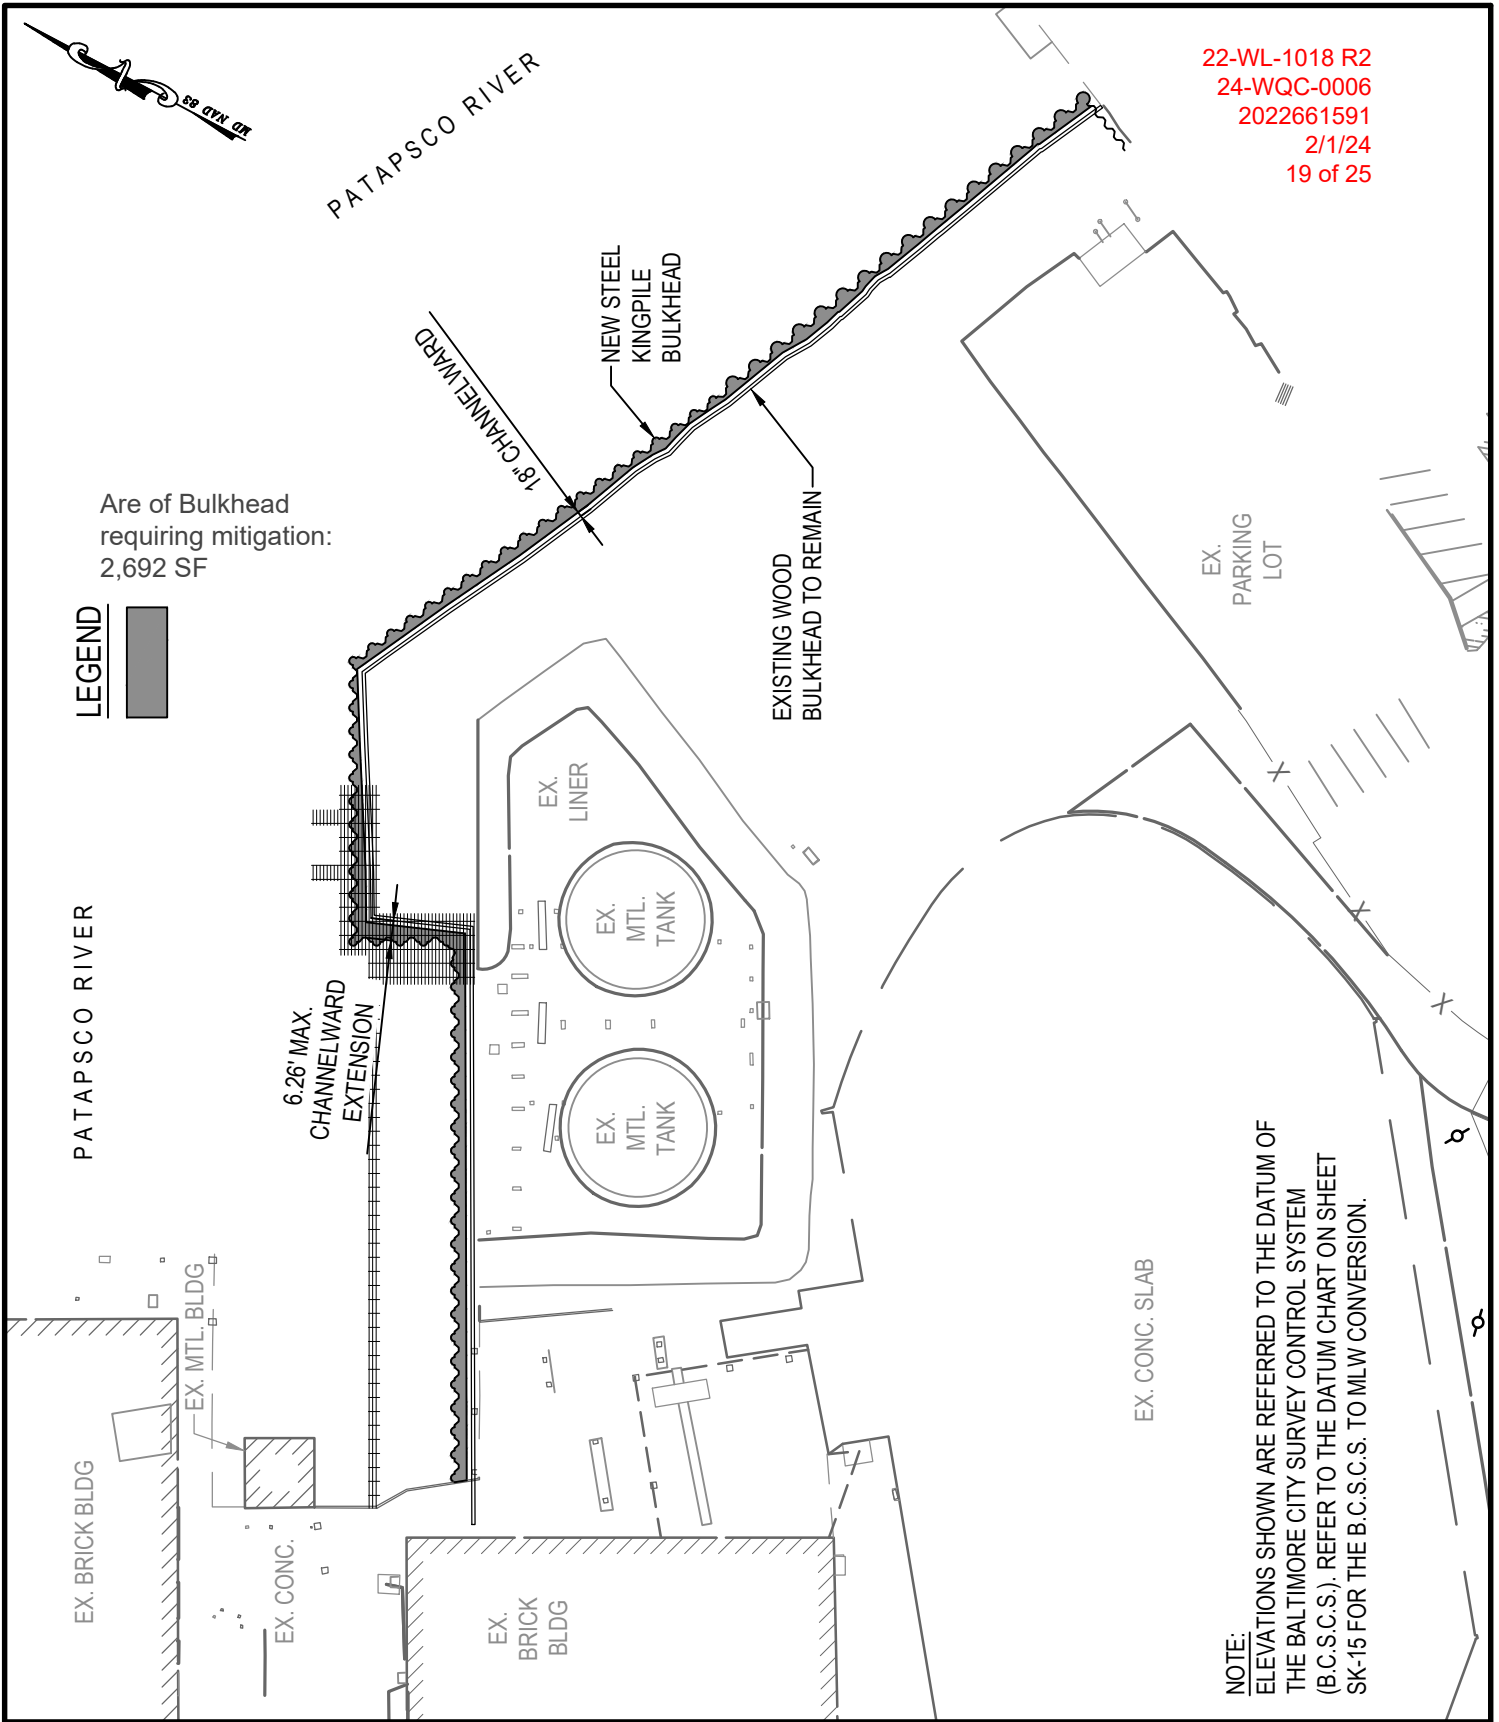 MD NAD 83
PATAPSCO RIVER
22-WL-1018 R2
24-WQC-0006
2022661591
2/1/24
19 of 25
NEW STEEL
KINGPILE
BULKHEAD
18" CHANNELWARD
Are of Bulkhead
requiring mitigation:
2,692 SF
LEGEND
EXISTING WOOD
BULKHEAD TO REMAIN
EX.
PARKING
LOT
EX.
LINER
EX.
MTL.
TANK
PATAPSCO RIVER
6.26' MAX.
CHANNELWARD
EXTENSION
EX.
MTL.
TANK
X
X
X
EX. MTL. BLDG
EX. CONC. SLAB
EX. BRICK BLDG
EX. CONC.
EX.
BRICK
BLDG
NOTE:
ELEVATIONS SHOWN ARE REFERRED TO THE DATUM OF
THE BALTIMORE CITY SURVEY CONTROL SYSTEM
(B.C.S.C.S.). REFER TO THE DATUM CHART ON SHEET
SK-15 FOR THE B.C.S.C.S. TO MLW CONVERSION.